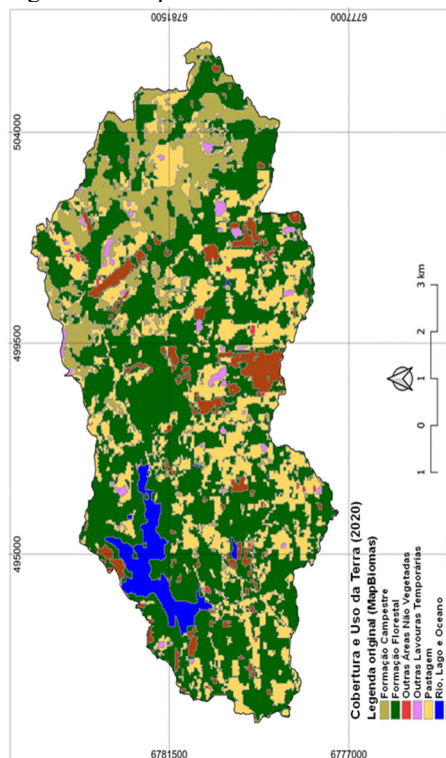 6781500
6777000
495000
499500
504000
1 0 1 2 3 km
Cobertura e Uso da Terra (2020)
Legenda original (MapBiomas)
Formação Campestre
Formação Florestal
Outras Áreas Não Vegetadas
Outras Lavouras Temporárias
Pastagem
Rio, Lago e Oceano
6781500
6777000